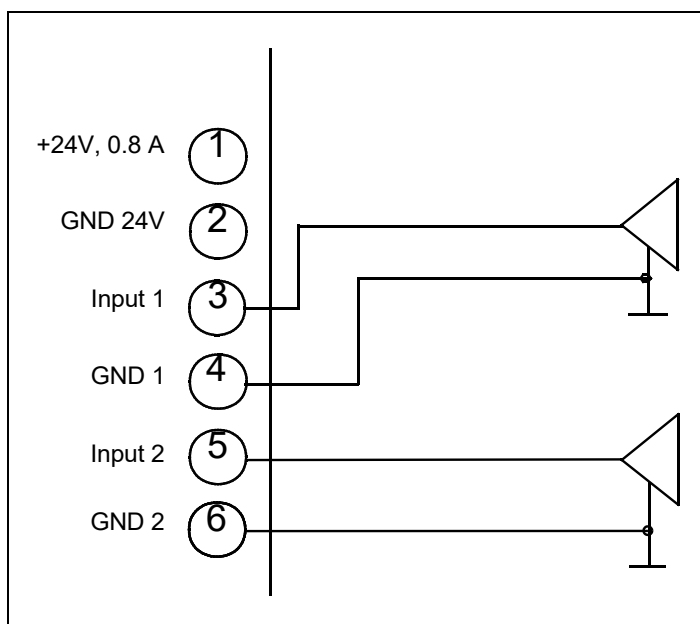 +24V, 0.8 A 1
GND 24V 2
Input 1 3
GND 1 4
Input 2 5
GND 2 6